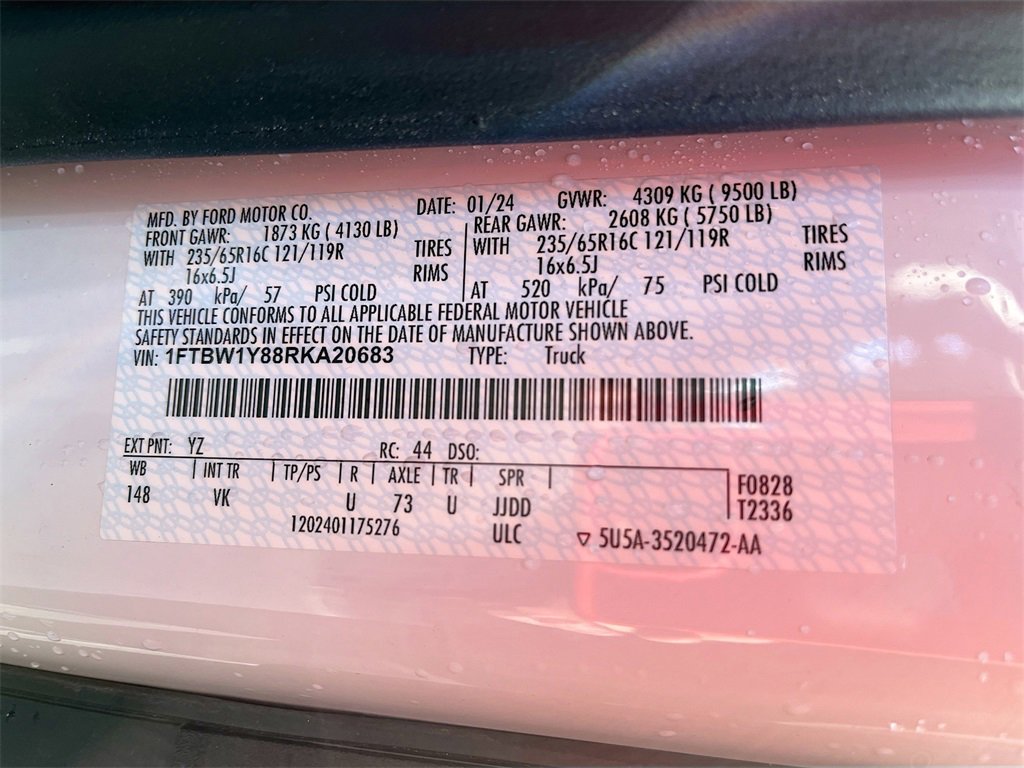 MFD. BY FORD MOTOR CO. DATE: 01/24 GVWR: 4309 KG ( 9500 LB)
FRONT GAWR: 1873 KG ( 4130 LB) REAR GAWR: 2608 KG ( 5750 LB)
WITH 235/65R16C 121/119R TIRES WITH 235/65R16C 121/119R TIRES
16x6.5J RIMS 16x6.5J RIMS
AT 390 kPa/ 57 PSI COLD AT 520 kPa/ 75 PSI COLD
THIS VEHICLE CONFORMS TO ALL APPLICABLE FEDERAL MOTOR VEHICLE
SAFETY STANDARDS IN EFFECT ON THE DATE OF MANUFACTURE SHOWN ABOVE.
VIN: 1FTBW1Y88RKA20683 TYPE: Truck
EXT PNT: YZ RC: 44 DSO:
WB INT TR TP/PS R AXLE TR SPR F0828
148 VK U 73 U JJDD T2336
1202401175276 ULC 5U5A-3520472-AA